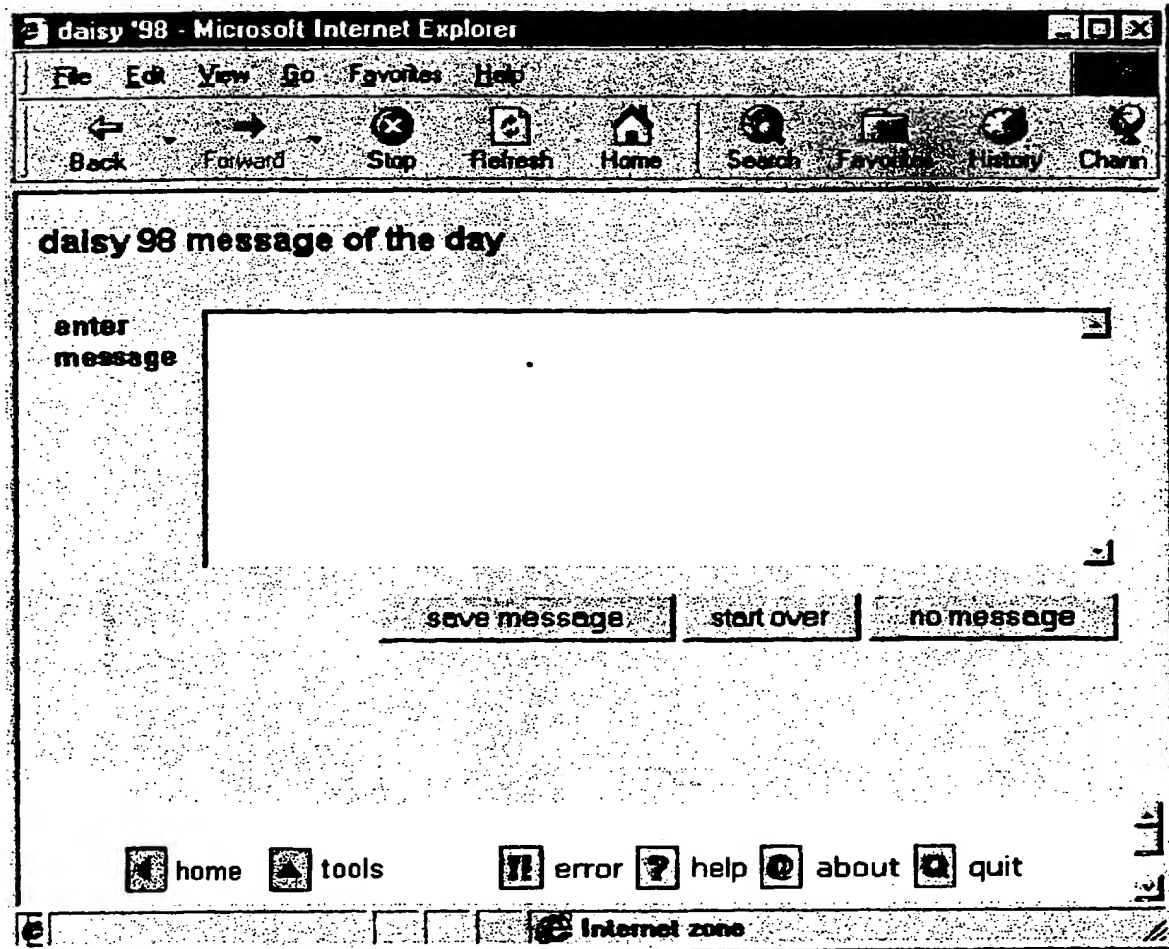 daisy '98 - Microsoft Internet Explorer
File Edit View Go Favorites Help
Back Forward Stop Refresh Home Search Favorites History Chann
daisy 98 message of the day
enter
message
save message start over no message
home tools error ? help @ about quit
Internet zone